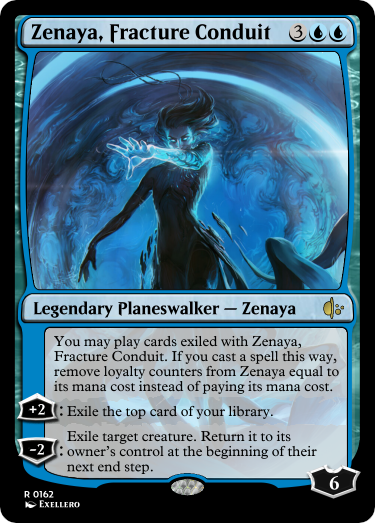 Zenaya, Fracture Conduit 3
Legendary Planeswalker — Zenaya
You may play cards exiled with Zenaya,
Fracture Conduit. If you cast a spell this way,
remove loyalty counters from Zenaya equal to
its mana cost instead of paying its mana cost.
+2 : Exile the top card of your library.
-2 : Exile target creature. Return it to its
owner's control at the beginning of their
next end step.
6
R 0162
Exellero